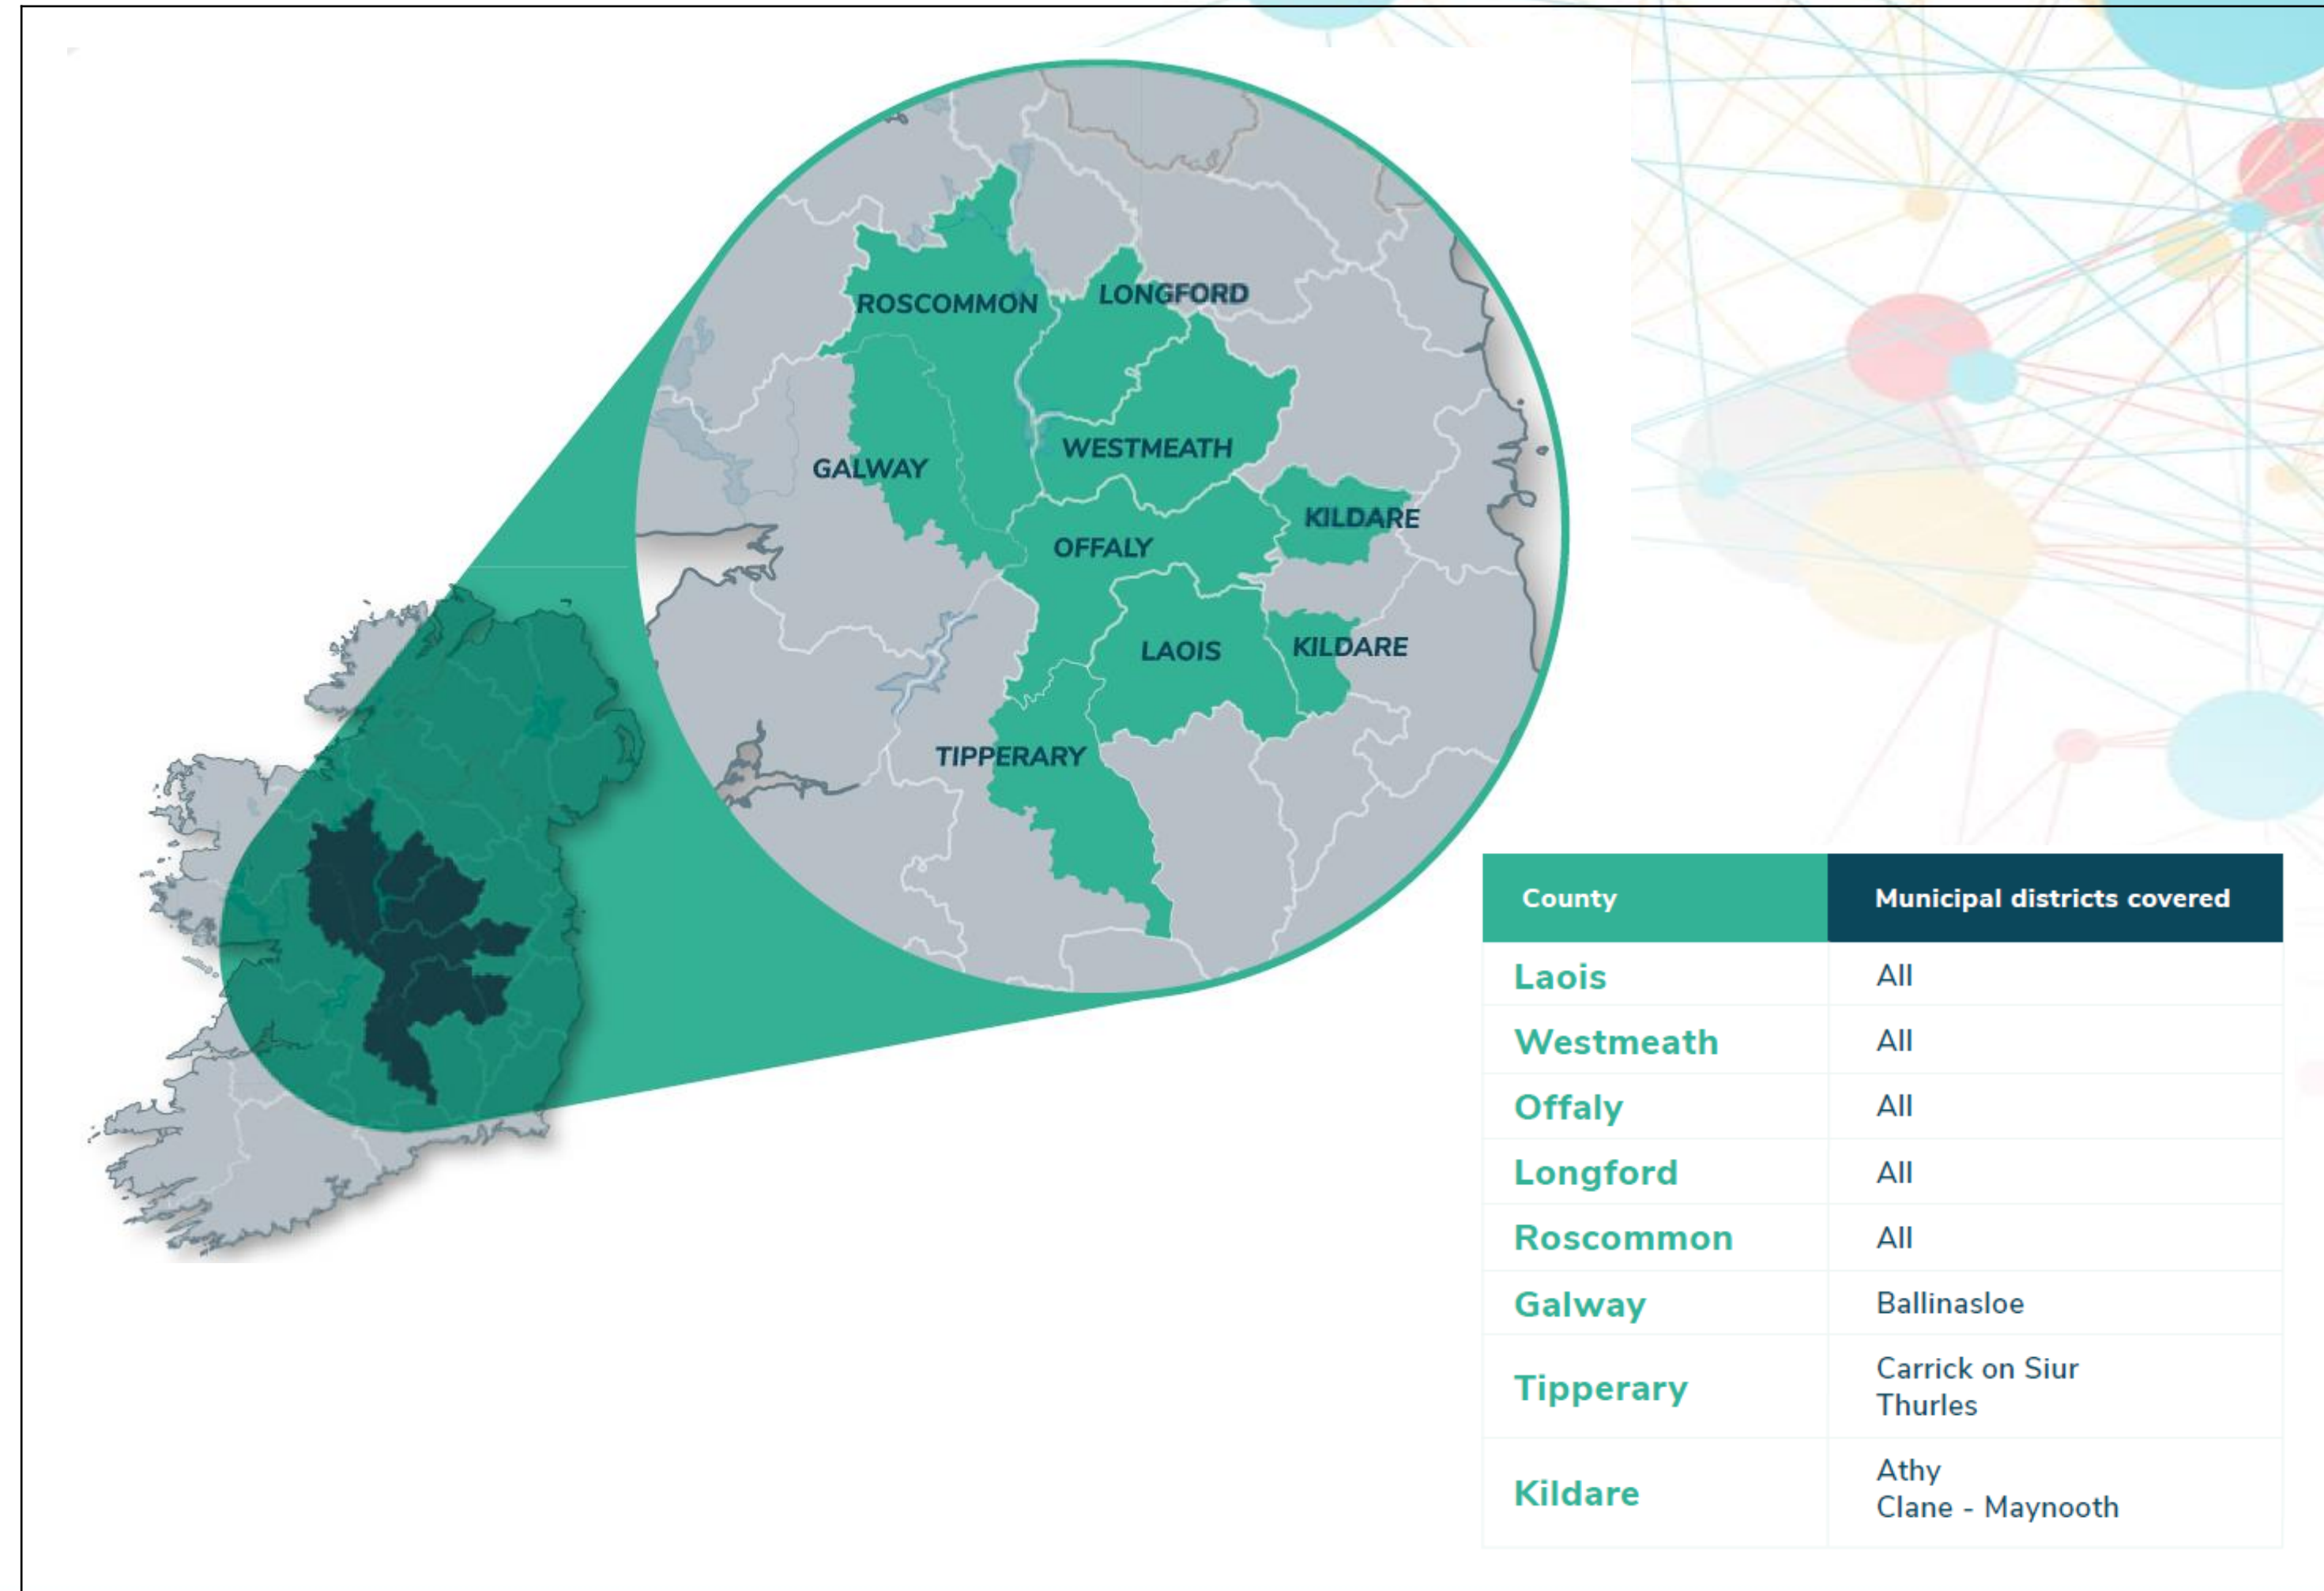 ROSCOMMON
LONGFORD
WESTMEATH
GALWAY
KILDARE
OFFALY
LAOIS
KILDARE
TIPPERARY
County Municipal districts covered
Laois All
Westmeath All
Offaly All
Longford All
Roscommon All
Galway Ballinasloe
Tipperary Carrick on Siur
Thurles
Kildare Athy
Clane - Maynooth